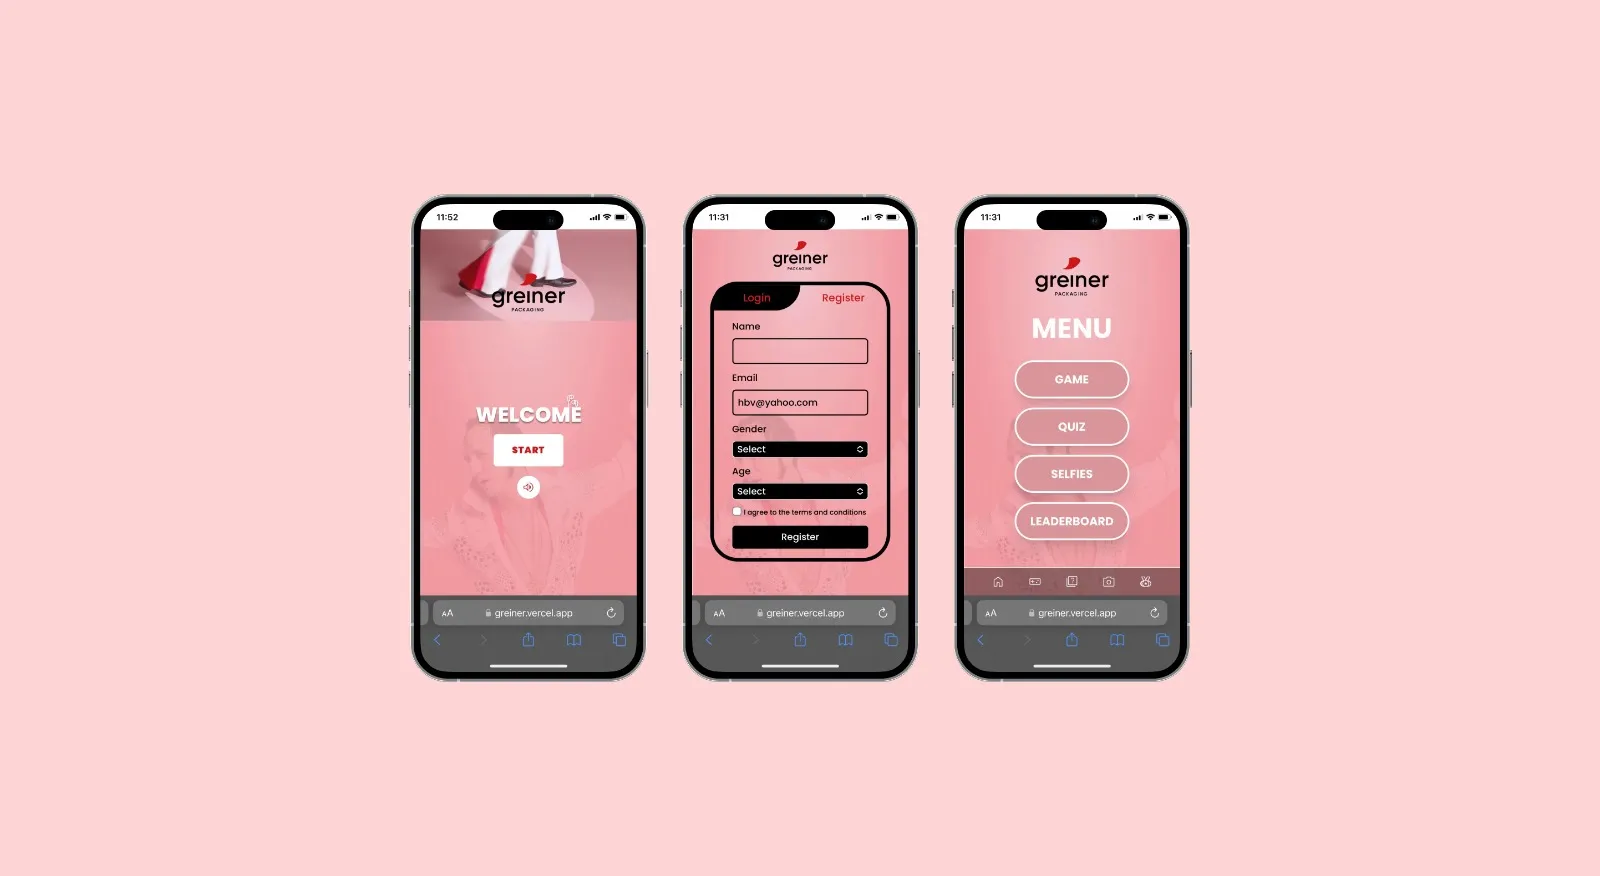 11:52
greiner
PACKAGING
WELCOME
START
AA
greiner.vercel.app
11:31
greiner
PACKAGING
Login
Register
Name
Email
hbv@yahoo.com
Gender
Select
Age
Select
I agree to the terms and conditions
Register
AA
greiner.vercel.app
11:31
greiner
PACKAGING
MENU
GAME
QUIZ
SELFIES
LEADERBOARD
AA
greiner.vercel.app